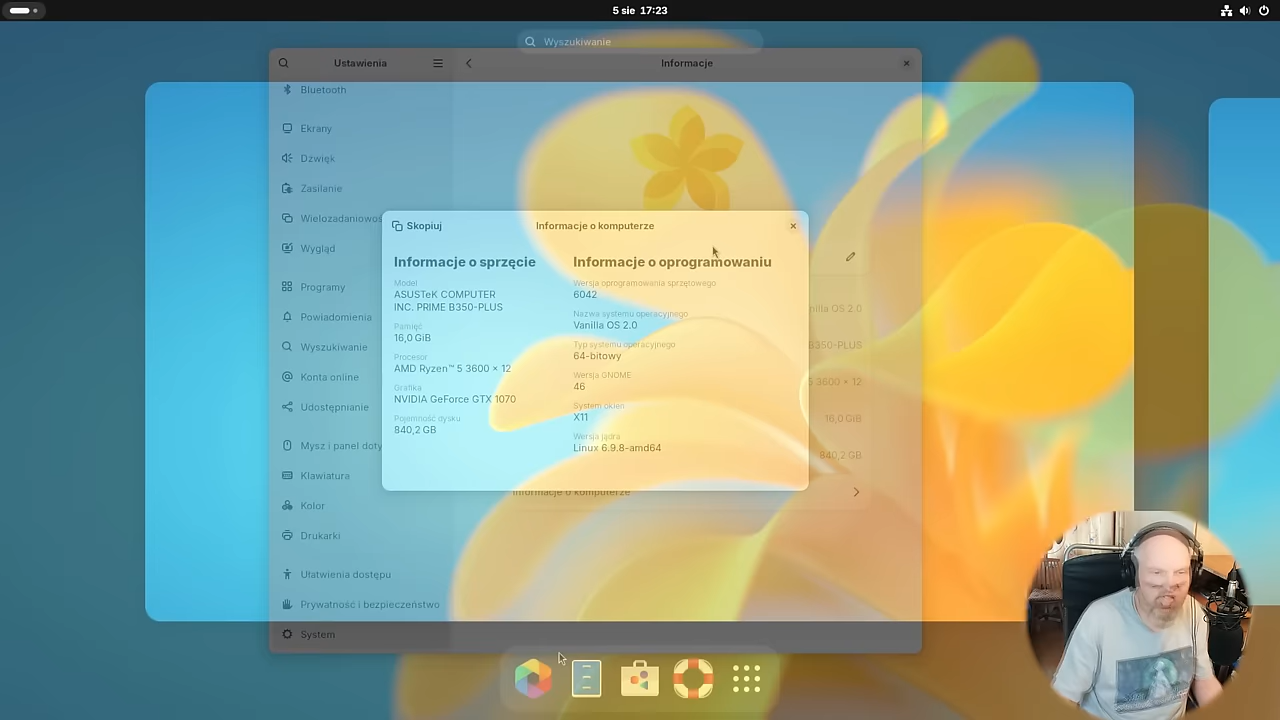 5 sie 17:23
Wyszukiwanie
Ustawienia
Informacje
Bluetooth
Ekrany
Dźwięk
Zasilanie
Wielozadaniowoś
Wygląd
Programy
Powiadomienia
Wyszukiwanie
Konta online
Udostępnianie
Mysz i panel doty
Klawiatura
Kolor
Drukarki
Ułatwienia dostępu
Prywatność i bezpieczeństwo
System
Skopiuj
Informacje o komputerze
Informacje o sprzęcie
Model
ASUSTeK COMPUTER
INC. PRIME B350-PLUS
Pamięć
16,0 GiB
Procesor
AMD Ryzen™ 5 3600 × 12
Grafika
NVIDIA GeForce GTX 1070
Pojemność dysku
840,2 GB
Informacje o oprogramowaniu
Wersja oprogramowania sprzętowego
6042
Nazwa systemu operacyjnego
Vanilla OS 2.0
Typ systemu operacyjnego
64-bitowy
Wersja GNOME
46
System okien
X11
Wersja jądra
Linux 6.9.8-amd64
nilla OS 2.0
B350-PLUS
5 3600 × 12
16,0 GiB
840,2 GB
Informacje o komputerze